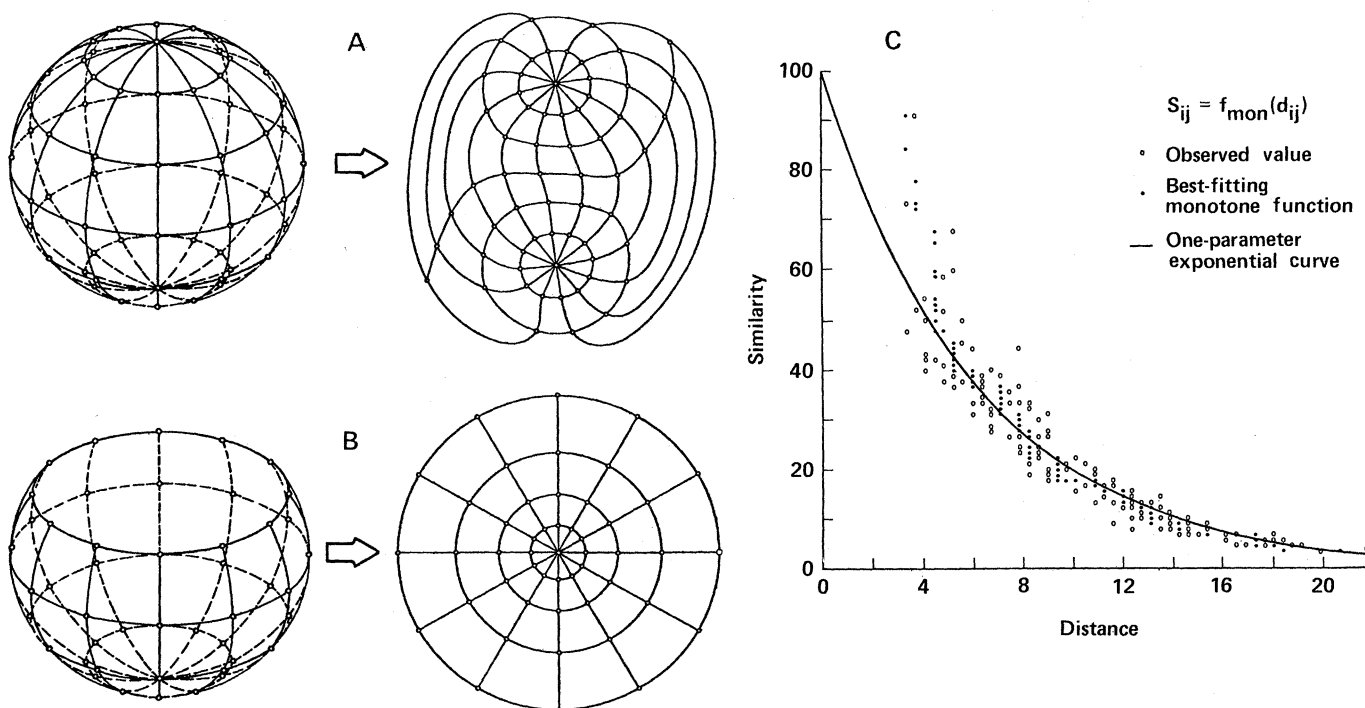 A
B
C
S_ij = f_mon(d_ij)
Observed value
Best-fitting
monotone function
One-parameter
exponential curve
Similarity
100
80
60
40
20
0
0
4
8
12
16
20
Distance